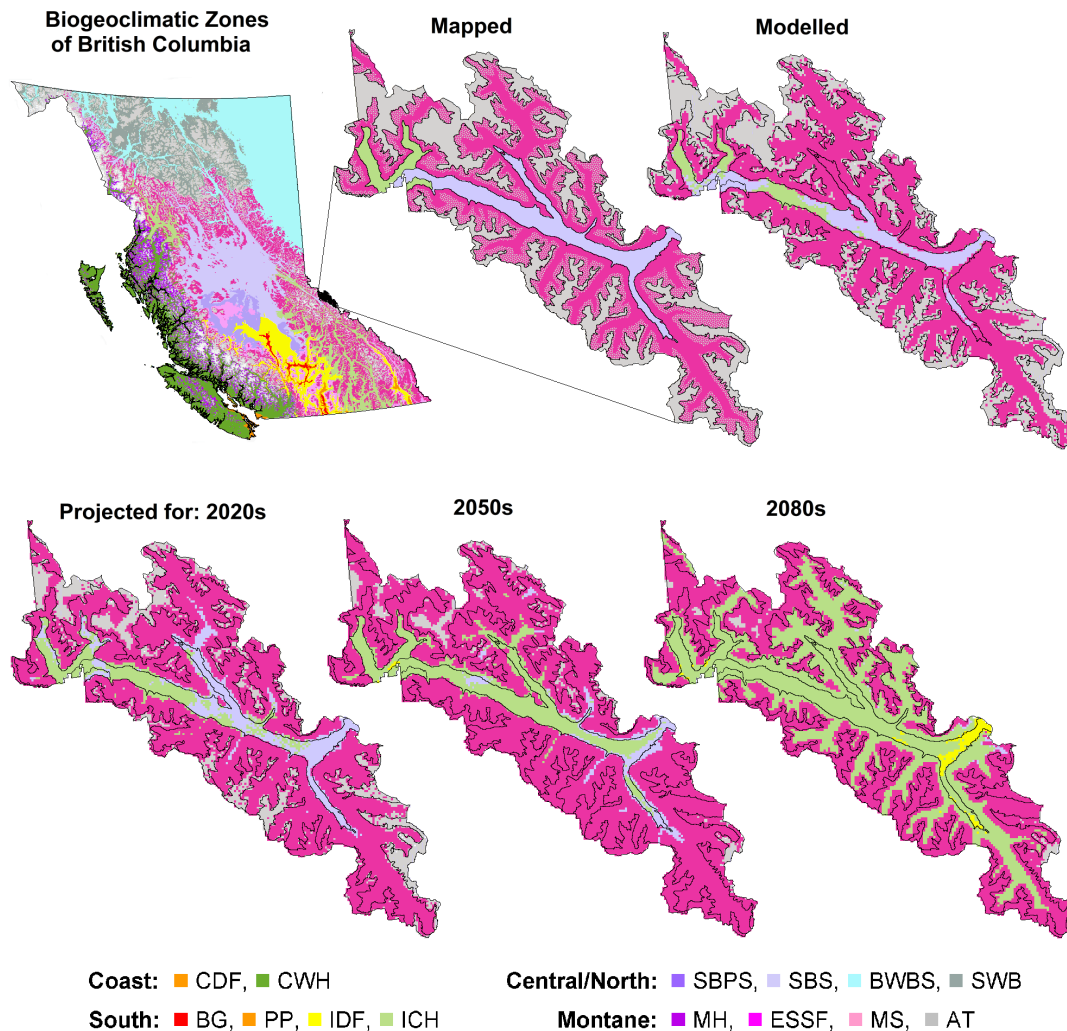 Biogeoclimatic Zones
of British Columbia
Mapped
Modelled
Projected for: 2020s
2050s
2080s
Coast: CDF, CWH
Central/North: SBPS, SBS, BWBS, SWB
South: BG, PP, IDF, ICH
Montane: MH, ESSF, MS, AT